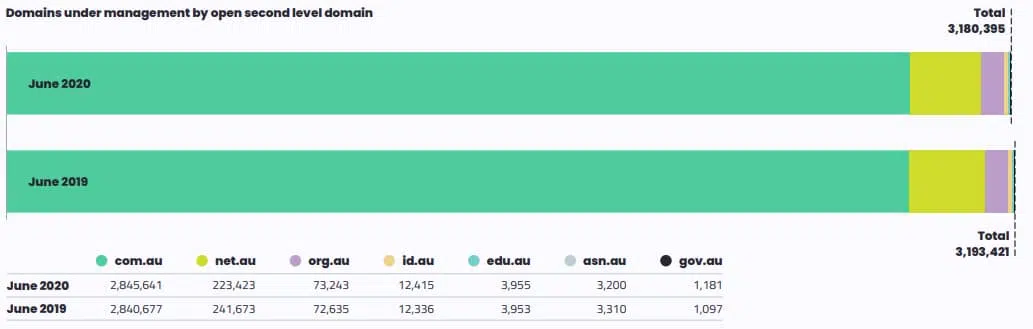 Domains under management by open second level domain
Total
3,180,395
June 2020
June 2019
Total
3,193,421
com.au net.au org.au id.au edu.au asn.au gov.au
June 2020 2,845,641 223,423 73,243 12,415 3,955 3,200 1,181
June 2019 2,840,677 241,673 72,635 12,336 3,953 3,310 1,097